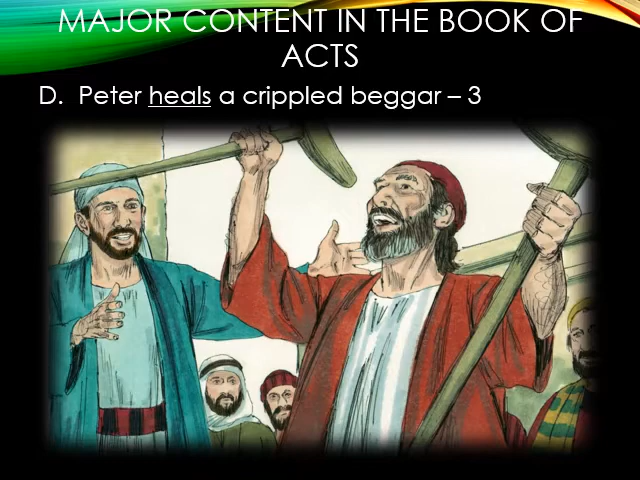 MAJOR CONTENT IN THE BOOK OF
ACTS
D. Peter heals a crippled beggar – 3